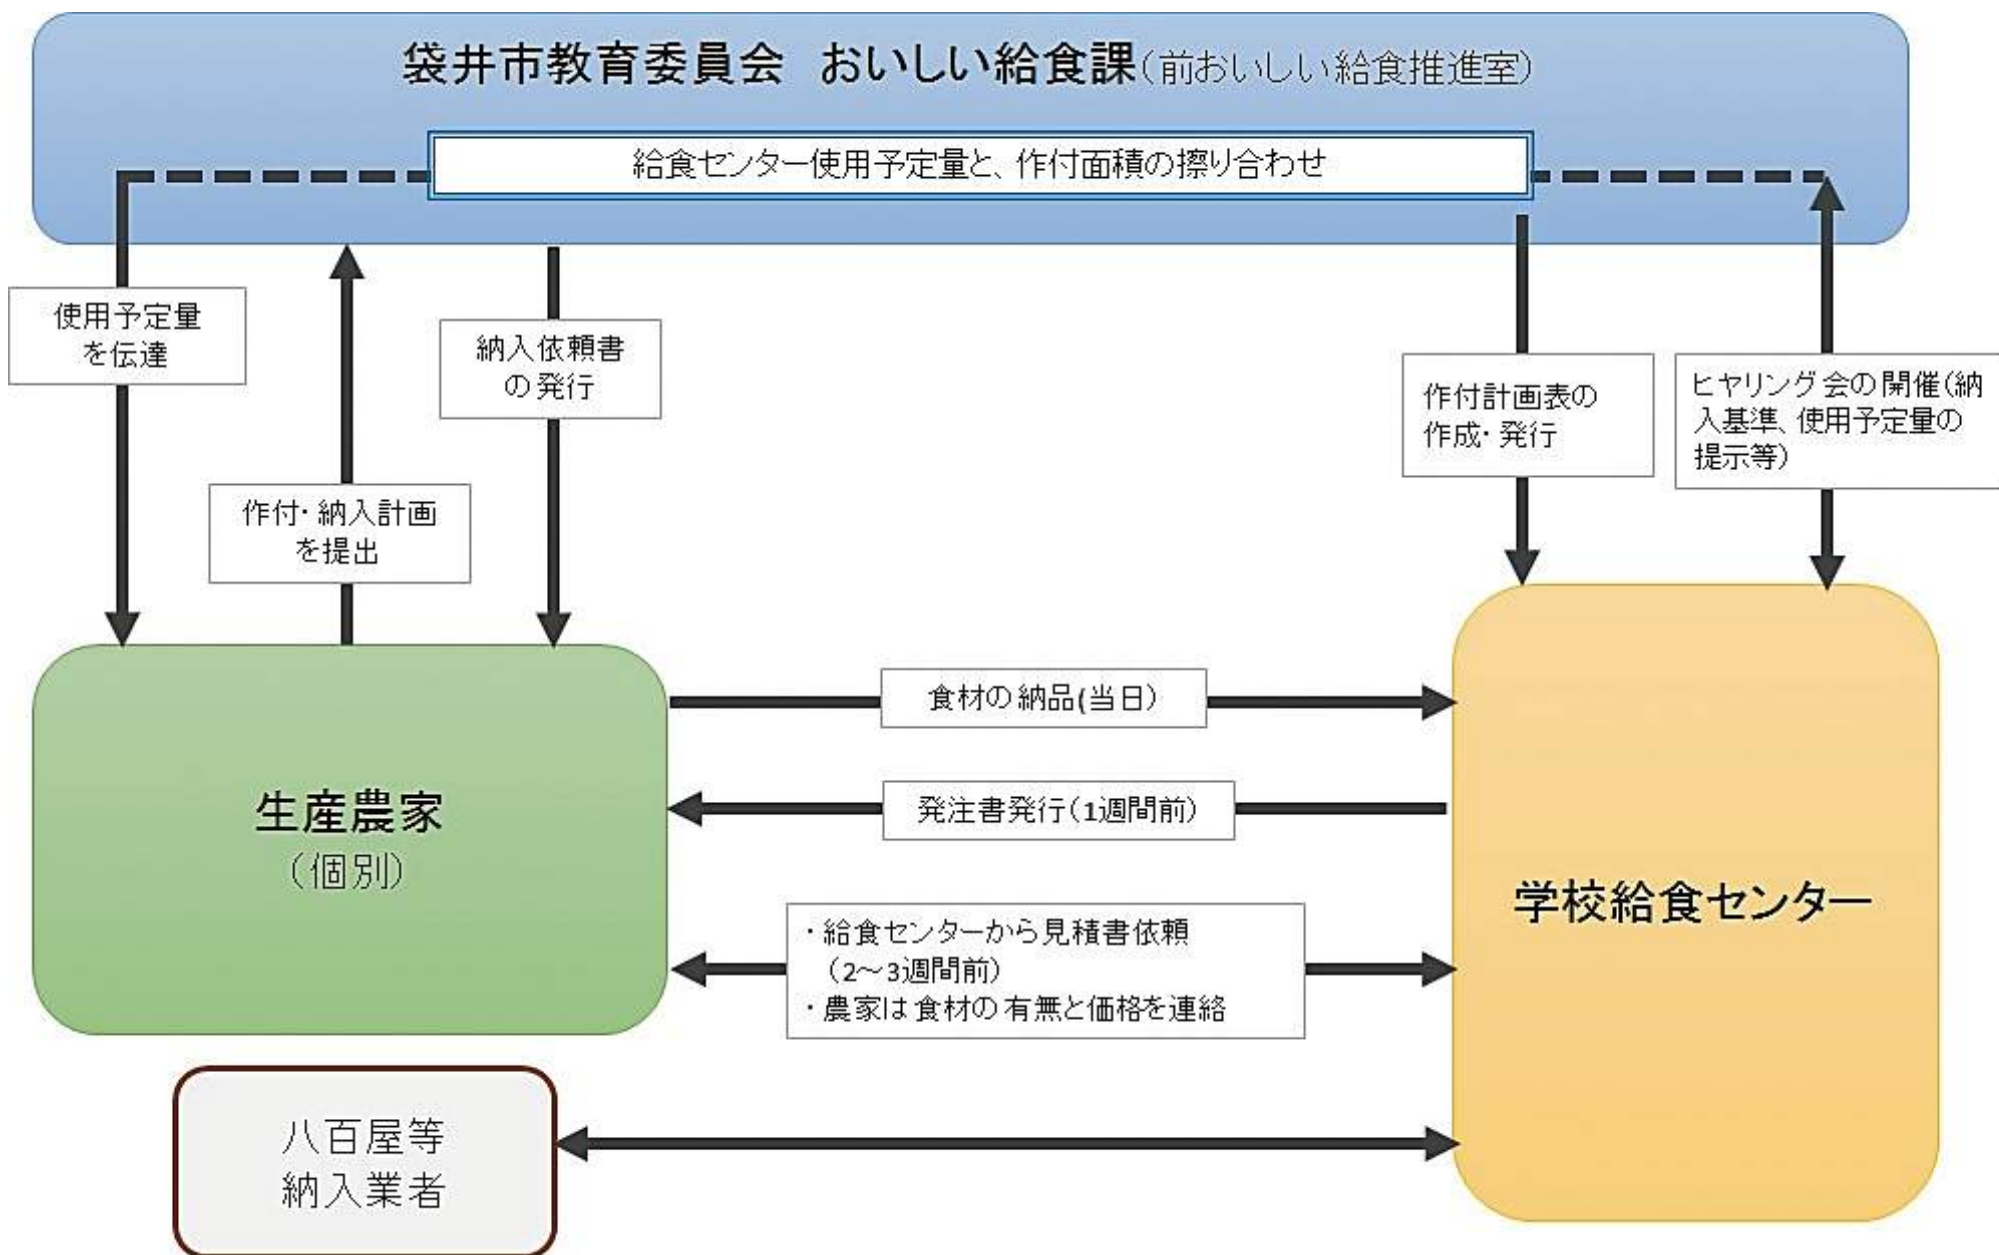 袋井市教育委員会　おいしい給食課（前おいしい給食推進室）
給食センター使用予定量と、作付面積の擦り合わせ
使用予定量
を伝達
作付・納入計画
を提出
納入依頼書
の発行
作付計画表の
作成・発行
ヒヤリング会の開催（納
入基準、使用予定量の
提示等）
生産農家
（個別）
食材の納品(当日）
発注書発行（1週間前）
・給食センターから見積書依頼
（2～3週間前）
・農家は食材の有無と価格を連絡
学校給食センター
八百屋等
納入業者